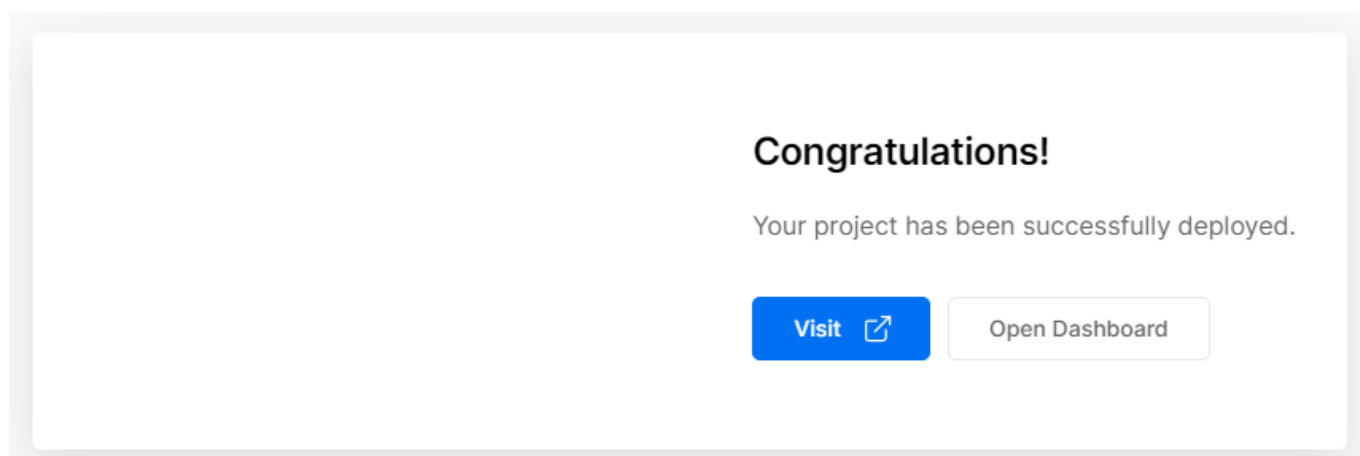 Congratulations!
Your project has been successfully deployed.
Visit Open Dashboard